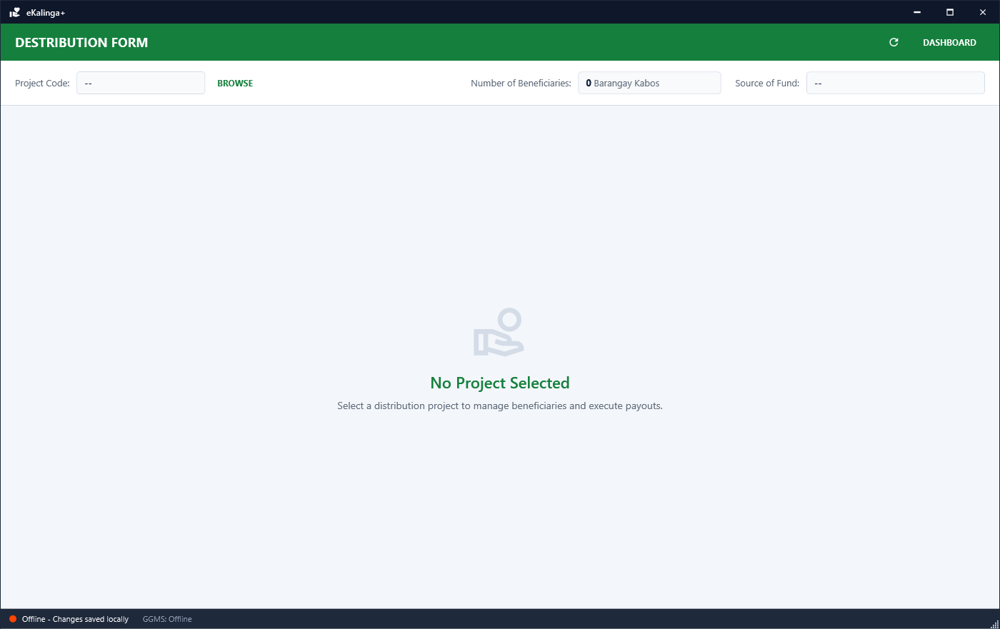 eKalinga+
DESTRIBUTION FORM
DASHBOARD
Project Code: -- BROWSE Number of Beneficiaries: 0 Barangay Kabos Source of Fund: --
No Project Selected
Select a distribution project to manage beneficiaries and execute payouts.
Offline - Changes saved locally GGMS: Offline